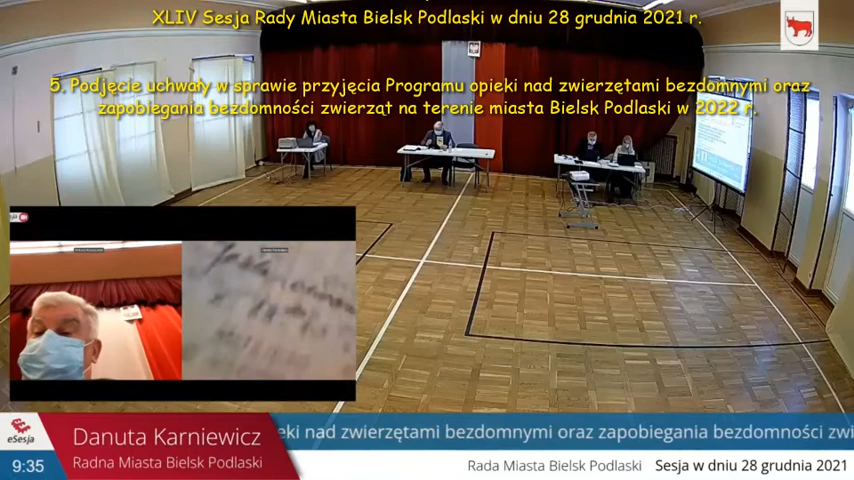 XLIV Sesja Rady Miasta Bielsk Podlaski w dniu 28 grudnia 2021 r.
5. Podjęcie uchwały w sprawie przyjęcia Programu opieki nad zwierzętami bezdomnymi oraz
zapobiegania bezdomności zwierząt na terenie miasta Bielsk Podlaski w 2022 r.
eSesja
Danuta Karniewicz
Radna Miasta Bielsk Podlaski
eki nad zwierzętami bezdomnymi oraz zapobiegania bezdomności zwi
9:35
Rada Miasta Bielsk Podlaski Sesja w dniu 28 grudnia 2021